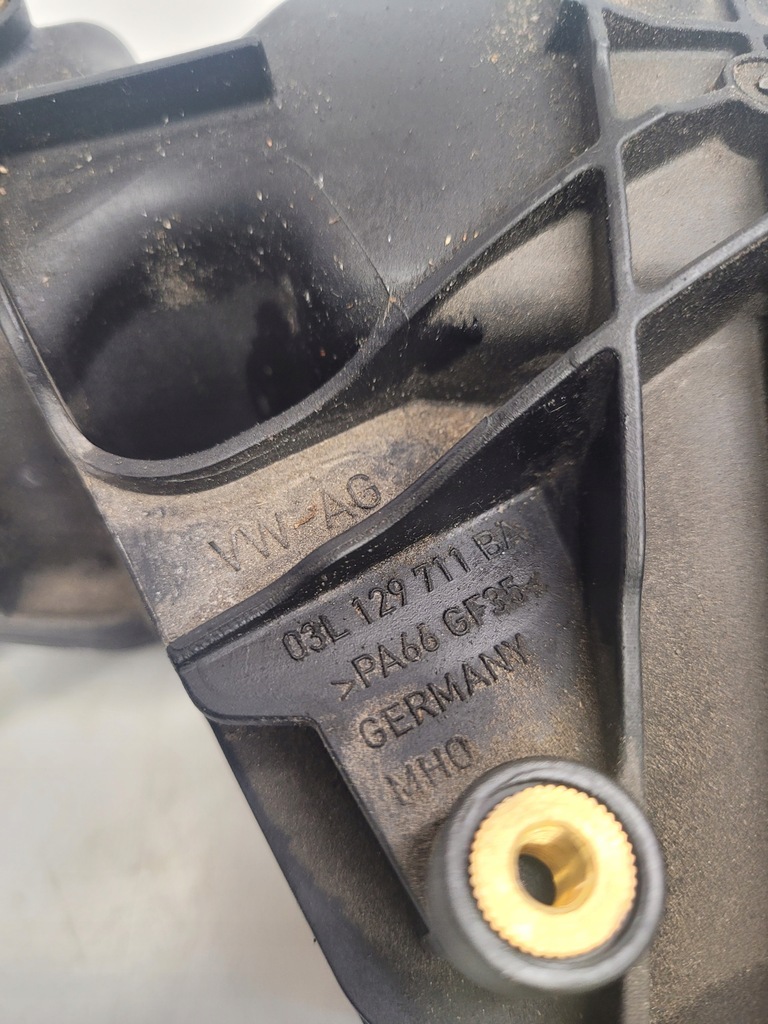 VW-AG
03L 129 711 BA
>PA66 GF35<
GERMANY
MHO